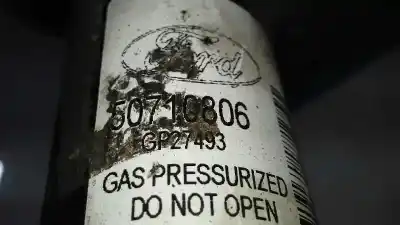 Ford
50710806
GP27493
GAS PRESSURIZED
DO NOT OPEN